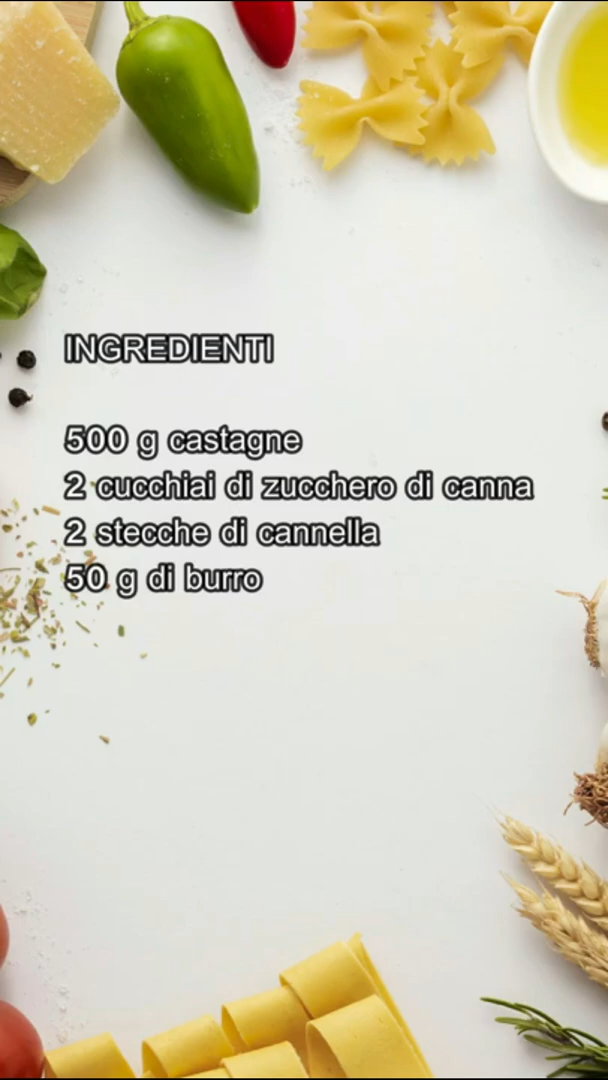 INGREDIENTI
500 g castagne
2 cucchiai di zucchero di canna
2 stecche di cannella
50 g di burro